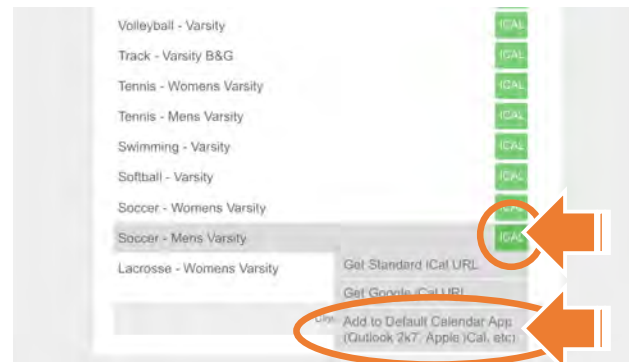 Volleyball - Varsity ICAL
Track - Varsity B&G ICAL
Tennis - Womens Varsity ICAL
Tennis - Mens Varsity ICAL
Swimming - Varsity ICAL
Softball - Varsity ICAL
Soccer - Womens Varsity ICAL
Soccer - Mens Varsity ICAL
Lacrosse - Womens Varsity
Get Standard iCal URL
Get Google iCal URL
Add to Default Calendar App
(Outlook 2k7, Apple iCal, etc)